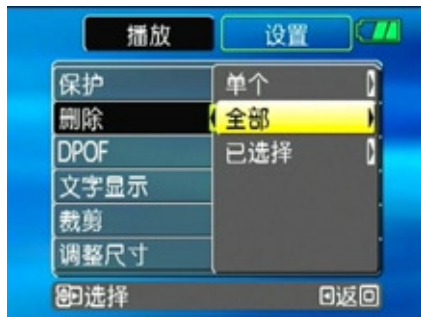 播放 设置
保护 单个
删除 全部
DPOF 已选择
文字显示
裁剪
调整尺寸
选择 返回